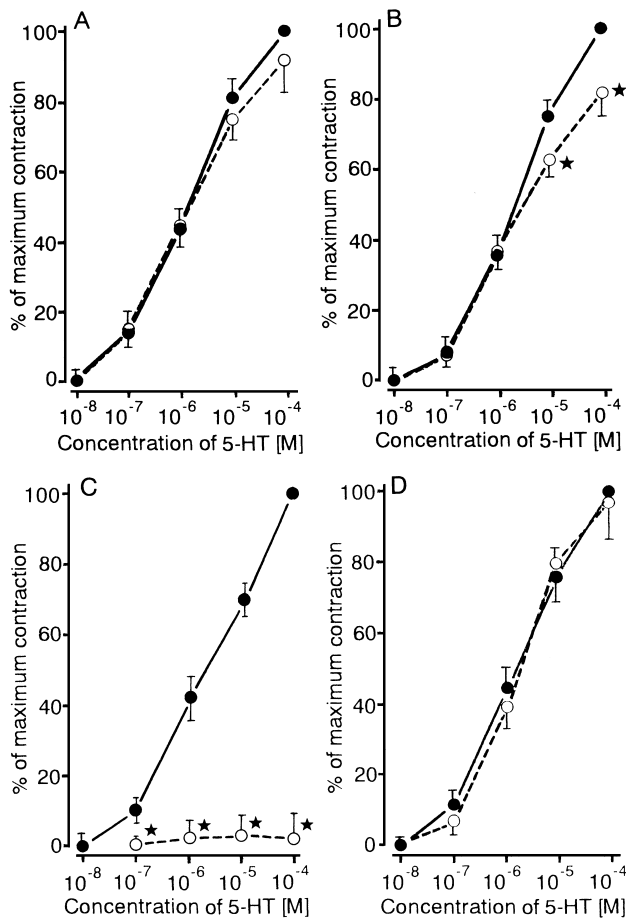 A
% of maximum contraction
100
80
60
40
20
0
10-8 10-7 10-6 10-5 10-4
Concentration of 5-HT [M]
B
% of maximum contraction
100
80
60
40
20
0
10-8 10-7 10-6 10-5 10-4
Concentration of 5-HT [M]
C
% of maximum contraction
100
80
60
40
20
0
10-8 10-7 10-6 10-5 10-4
Concentration of 5-HT [M]
D
% of maximum contraction
100
80
60
40
20
0
10-8 10-7 10-6 10-5 10-4
Concentration of 5-HT [M]